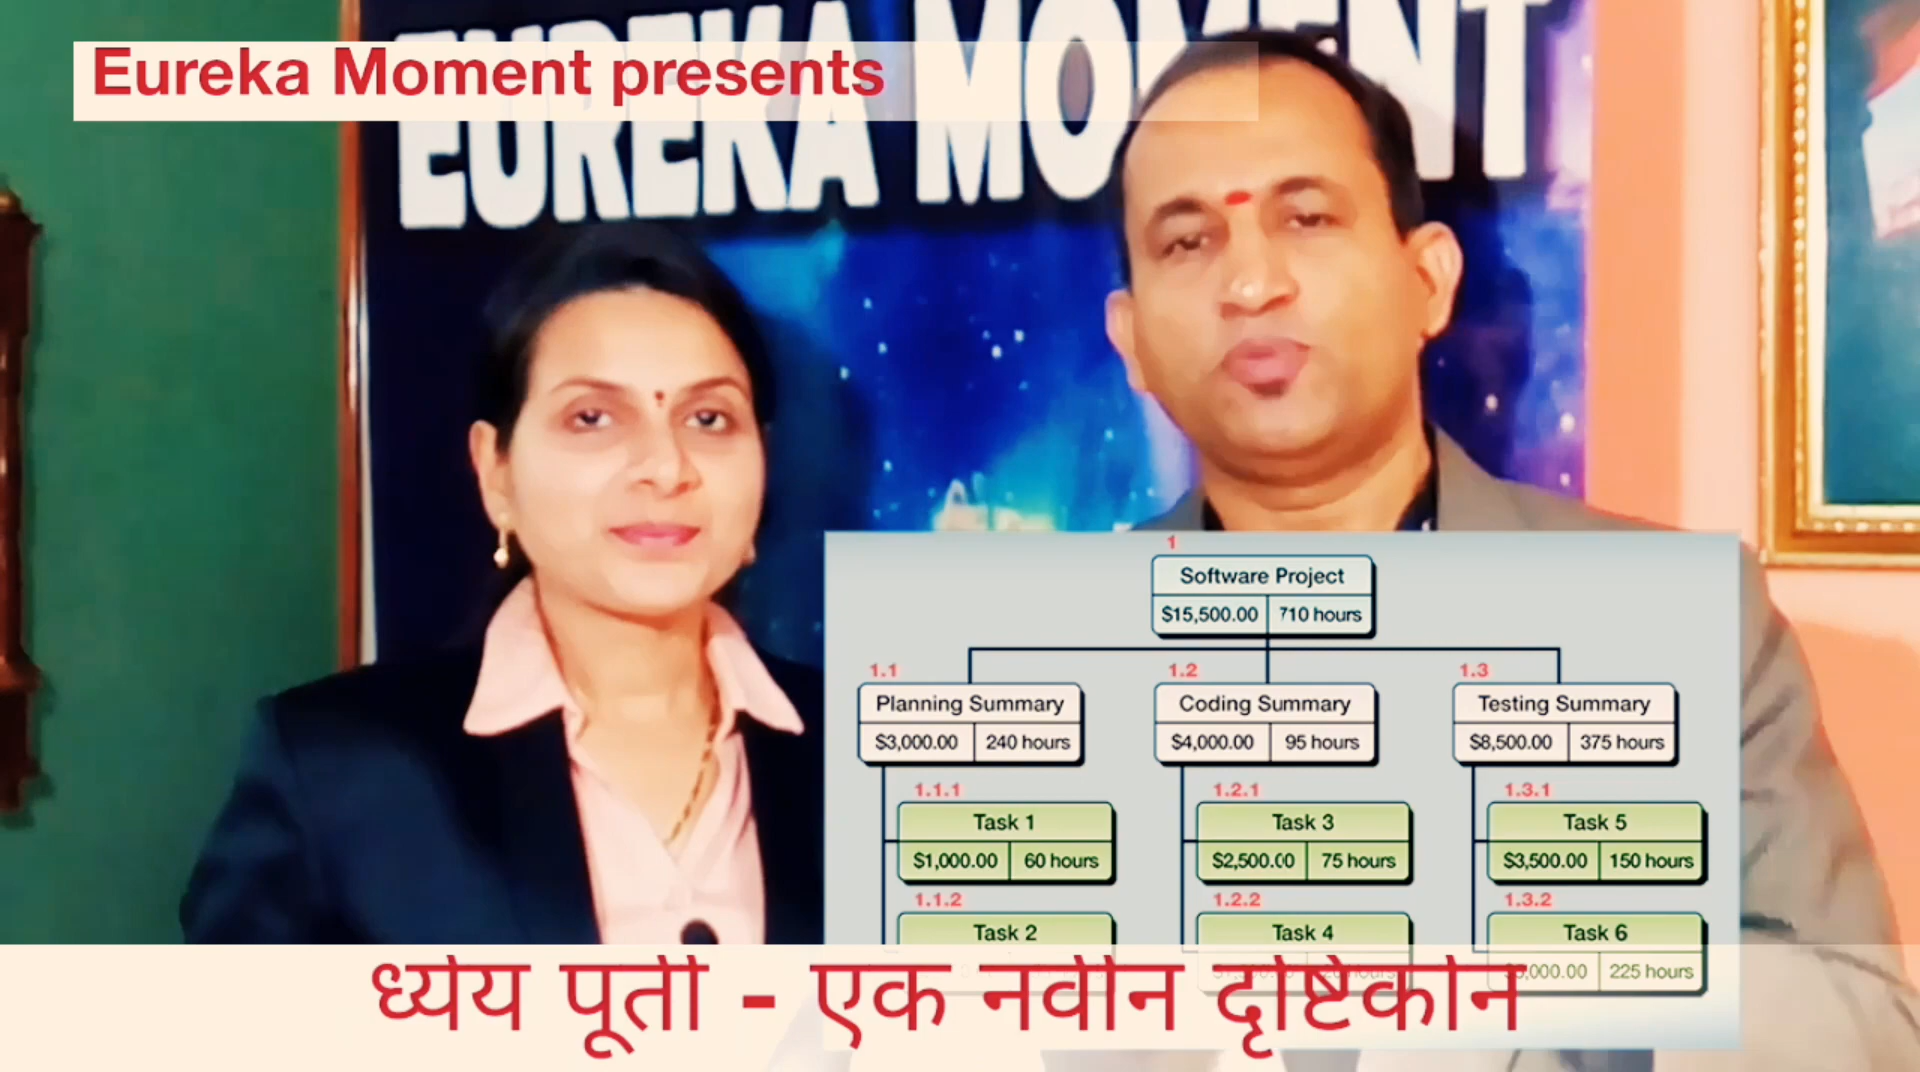 Eureka Moment presents
EUREKA MOMENT
1
Software Project
$15,500.00 710 hours
1.1 1.2 1.3
Planning Summary Coding Summary Testing Summary
$3,000.00 240 hours $4,000.00 95 hours $8,500.00 375 hours
1.1.1 1.2.1 1.3.1
Task 1 Task 3 Task 5
$1,000.00 60 hours $2,500.00 75 hours $3,500.00 150 hours
1.1.2 1.2.2 1.3.2
Task 2 Task 4 Task 6
225 hours
ध्येय पूर्ती - एक नवीन दृष्टिकोन